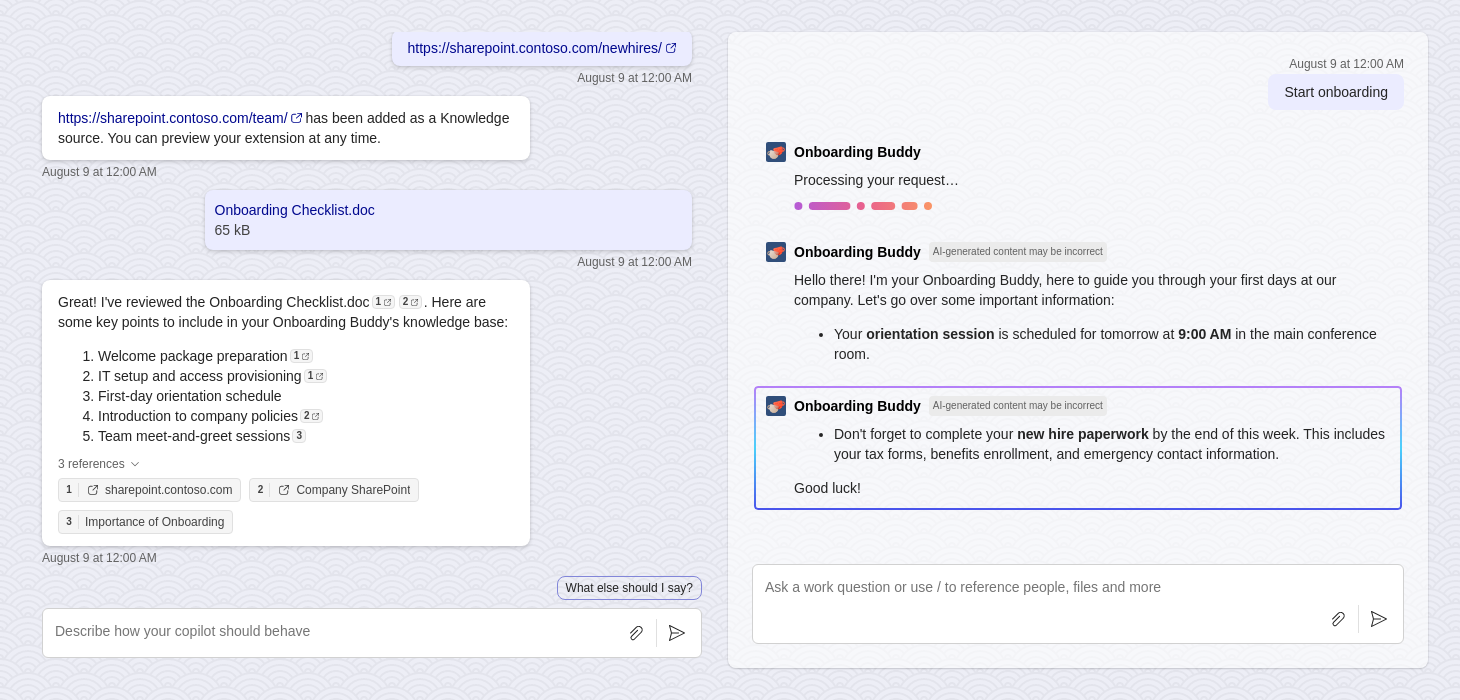 https://sharepoint.contoso.com/newhires/
August 9 at 12:00 AM
https://sharepoint.contoso.com/team/ has been added as a Knowledge
source. You can preview your extension at any time.
August 9 at 12:00 AM
Onboarding Checklist.doc
65 kB
August 9 at 12:00 AM
Great! I've reviewed the Onboarding Checklist.doc 1 2 . Here are
some key points to include in your Onboarding Buddy's knowledge base:
1. Welcome package preparation 1
2. IT setup and access provisioning 1
3. First-day orientation schedule
4. Introduction to company policies 2
5. Team meet-and-greet sessions 3
3 references
1 sharepoint.contoso.com 2 Company SharePoint
3 Importance of Onboarding
August 9 at 12:00 AM
What else should I say?
Describe how your copilot should behave
August 9 at 12:00 AM
Start onboarding
Onboarding Buddy
Processing your request…
Onboarding Buddy AI-generated content may be incorrect
Hello there! I'm your Onboarding Buddy, here to guide you through your first days at our
company. Let's go over some important information:
• Your orientation session is scheduled for tomorrow at 9:00 AM in the main conference
room.
Onboarding Buddy AI-generated content may be incorrect
• Don't forget to complete your new hire paperwork by the end of this week. This includes
your tax forms, benefits enrollment, and emergency contact information.
Good luck!
Ask a work question or use / to reference people, files and more